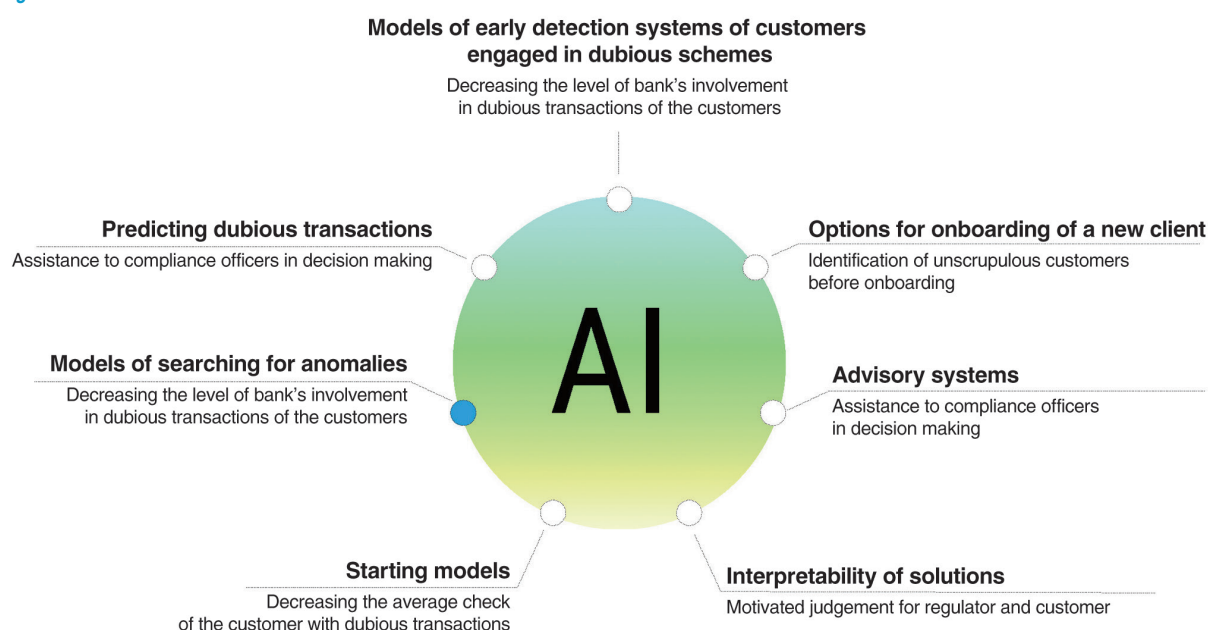 Models of early detection systems of customers
engaged in dubious schemes
Decreasing the level of bank's involvement
in dubious transactions of the customers
Predicting dubious transactions
Assistance to compliance officers in decision making
Options for onboarding of a new client
Identification of unscrupulous customers
before onboarding
AI
Models of searching for anomalies
Decreasing the level of bank's involvement
in dubious transactions of the customers
Advisory systems
Assistance to compliance officers
in decision making
Starting models
Decreasing the average check
of the customer with dubious transactions
Interpretability of solutions
Motivated judgement for regulator and customer